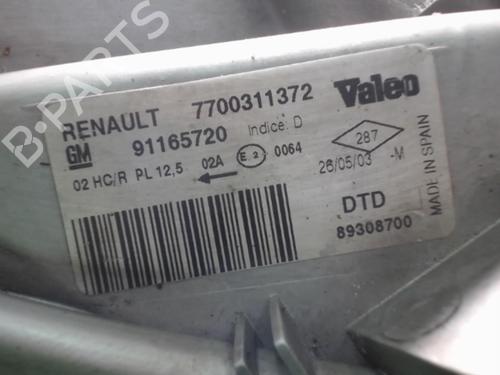 RENAULT 7700311372 Valeo
GM 91165720 Indice: D
02 HC/R PL 12,5 02A E 2 0064
287
26/05/03 -M
MADE IN SPAIN
DTD
89308700
B-PARTS